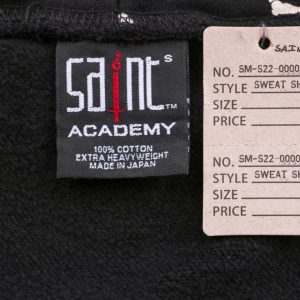 saint S
TM
ACADEMY
100% COTTON
EXTRA HEAVYWEIGHT
MADE IN JAPAN
NO. SM-S22-0000
STYLE SWEAT SH
SIZE
PRICE
NO. SM-S22-0000
STYLE SWEAT SH
SIZE
PRICE